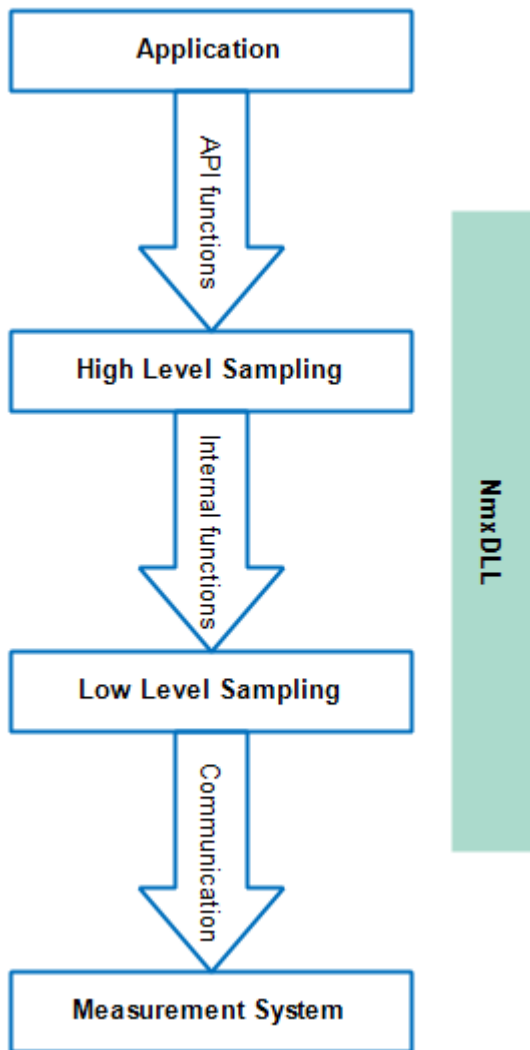 Application
API functions
High Level Sampling
Internal functions
NmxDLL
Low Level Sampling
Communication
Measurement System